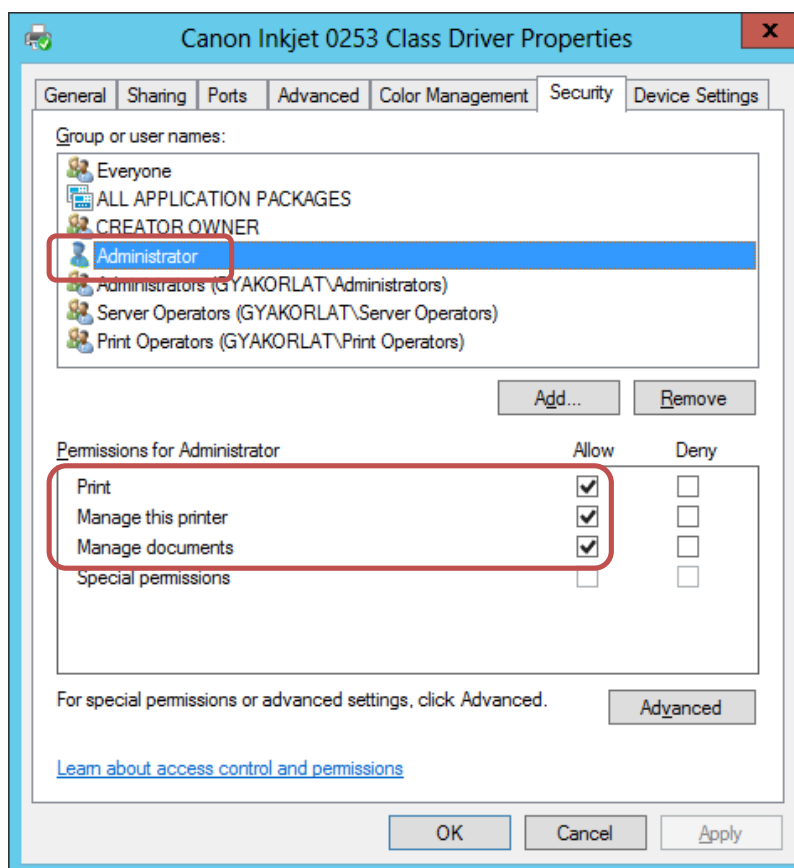 Canon Inkjet 0253 Class Driver Properties
x
General Sharing Ports Advanced Color Management Security Device Settings
Group or user names:
Everyone
ALL APPLICATION PACKAGES
CREATOR OWNER
Administrator
Administrators (GYAKORLAT\Administrators)
Server Operators (GYAKORLAT\Server Operators)
Print Operators (GYAKORLAT\Print Operators)
Add... Remove
Permissions for Administrator Allow Deny
Print
Manage this printer
Manage documents
Special permissions
For special permissions or advanced settings, click Advanced.
Advanced
Learn about access control and permissions
OK Cancel Apply